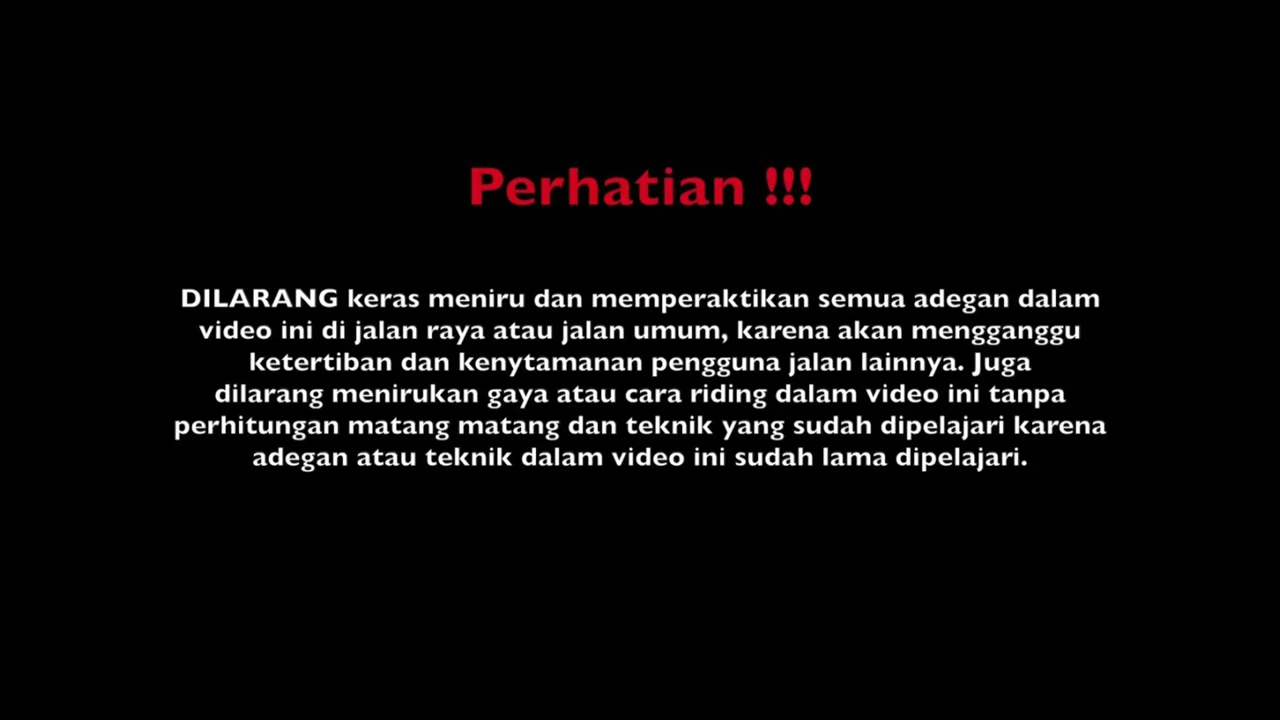 Perhatian !!!
DILARANG keras meniru dan memperaktikan semua adegan dalam
video ini di jalan raya atau jalan umum, karena akan mengganggu
ketertiban dan kenytamanan pengguna jalan lainnya. Juga
dilarang menirukan gaya atau cara riding dalam video ini tanpa
perhitungan matang matang dan teknik yang sudah dipelajari karena
adegan atau teknik dalam video ini sudah lama dipelajari.